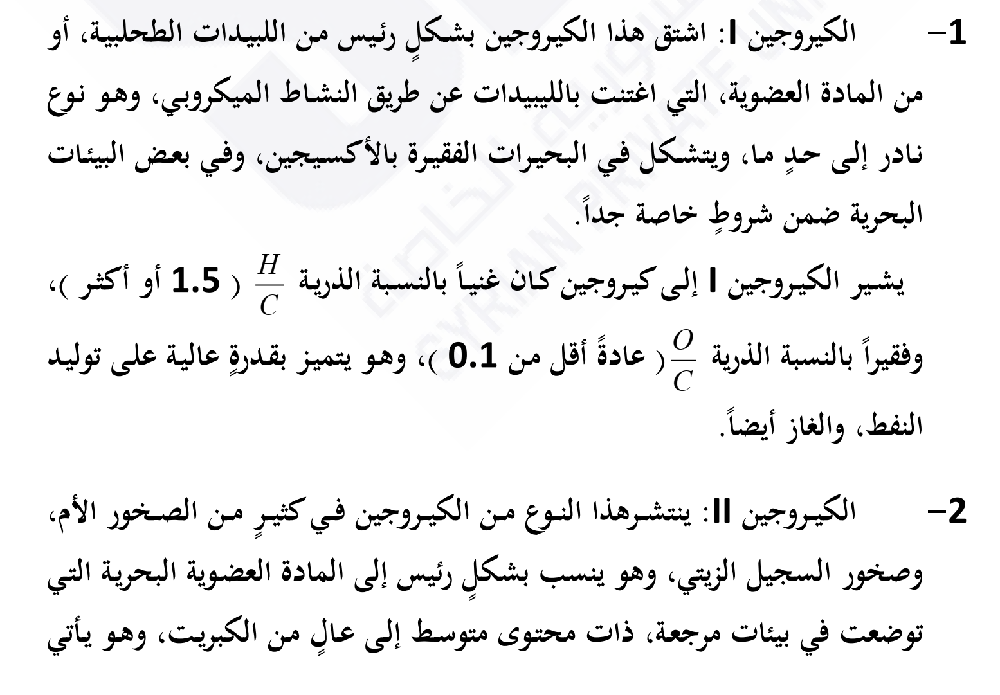 1- الكيروجين I: اشتق هذا الكيروجين بشكلٍ رئيس من اللبيدات الطحلبية، أو
من المادة العضوية، التي اغتنت بالليبيدات عن طريق النشاط الميكروبي، وهو نوع
نادر إلى حدٍ ما، ويتشكل في البحيرات الفقيرة بالأكسيجين، وفي بعض البيئات
البحرية ضمن شروطٍ خاصة جداً.
يشير الكيروجين I إلى كيروجين كان غنياً بالنسبة الذرية H/C ( 1.5 أو أكثر )،
وفقيراً بالنسبة الذرية O/C ( عادةً أقل من 0.1 )، وهو يتميز بقدرةٍ عالية على توليد
النفط، والغاز أيضاً.
2- الكيروجين II: ينتشرهذا النوع من الكيروجين في كثيرٍ من الصخور الأم،
وصخور السجيل الزيتي، وهو ينسب بشكلٍ رئيس إلى المادة العضوية البحرية التي
توضعت في بيئات مرجعة، ذات محتوى متوسط إلى عالٍ من الكبريت، وهو يأتي
SYRIAN PRIVATE UNI